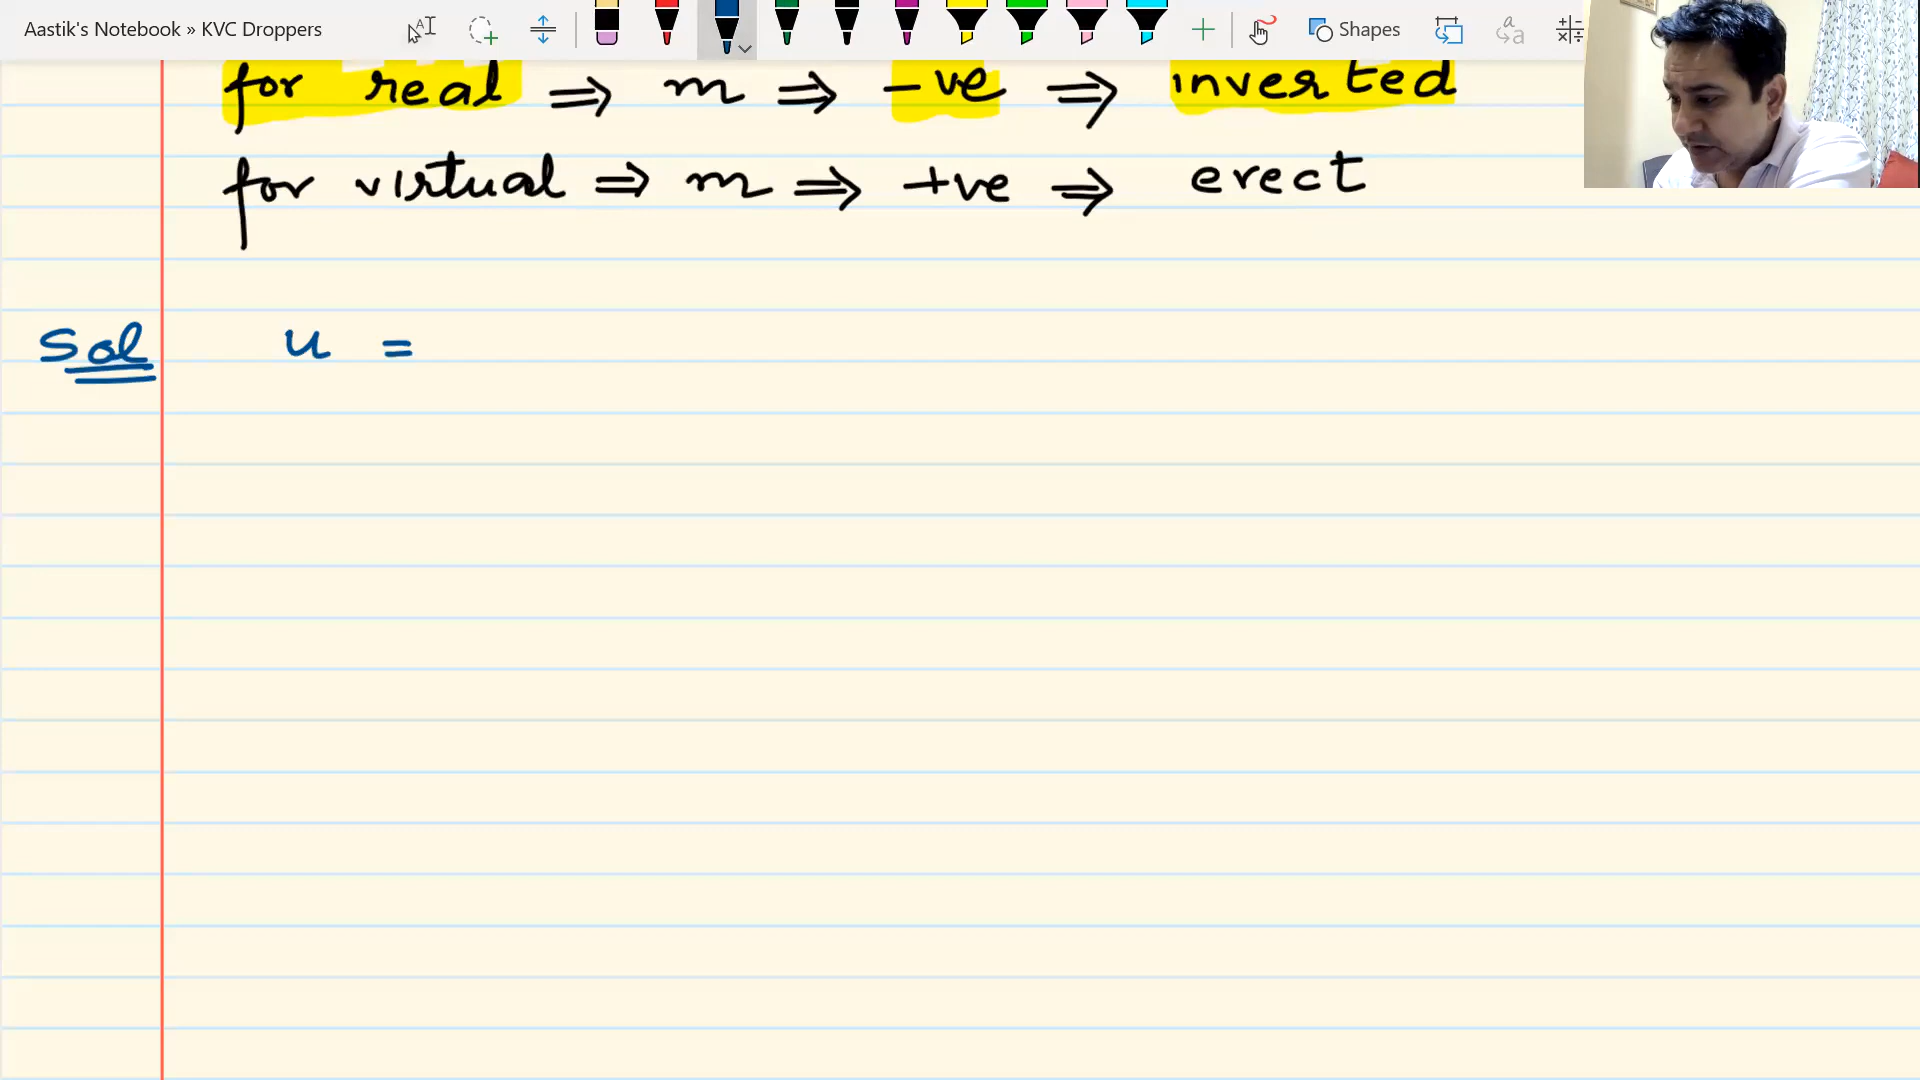 Aastik's Notebook » KVC Droppers
Shapes
for real ⇒ m ⇒ -ve ⇒ inverted
for virtual ⇒ m ⇒ +ve ⇒ erect
Sol u =